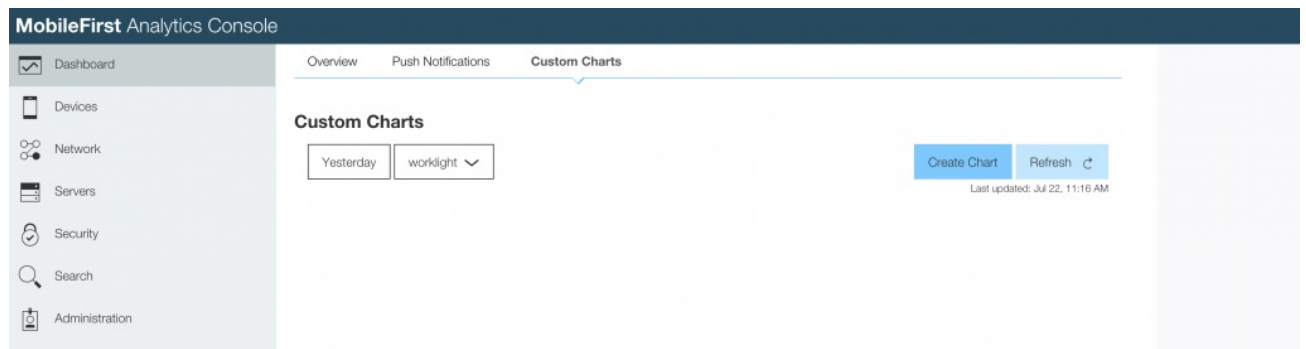 MobileFirst Analytics Console
Dashboard
Devices
Network
Servers
Security
Search
Administration
Overview Push Notifications Custom Charts
Custom Charts
Yesterday worklight
Create Chart Refresh
Last updated: Jul 22, 11:16 AM